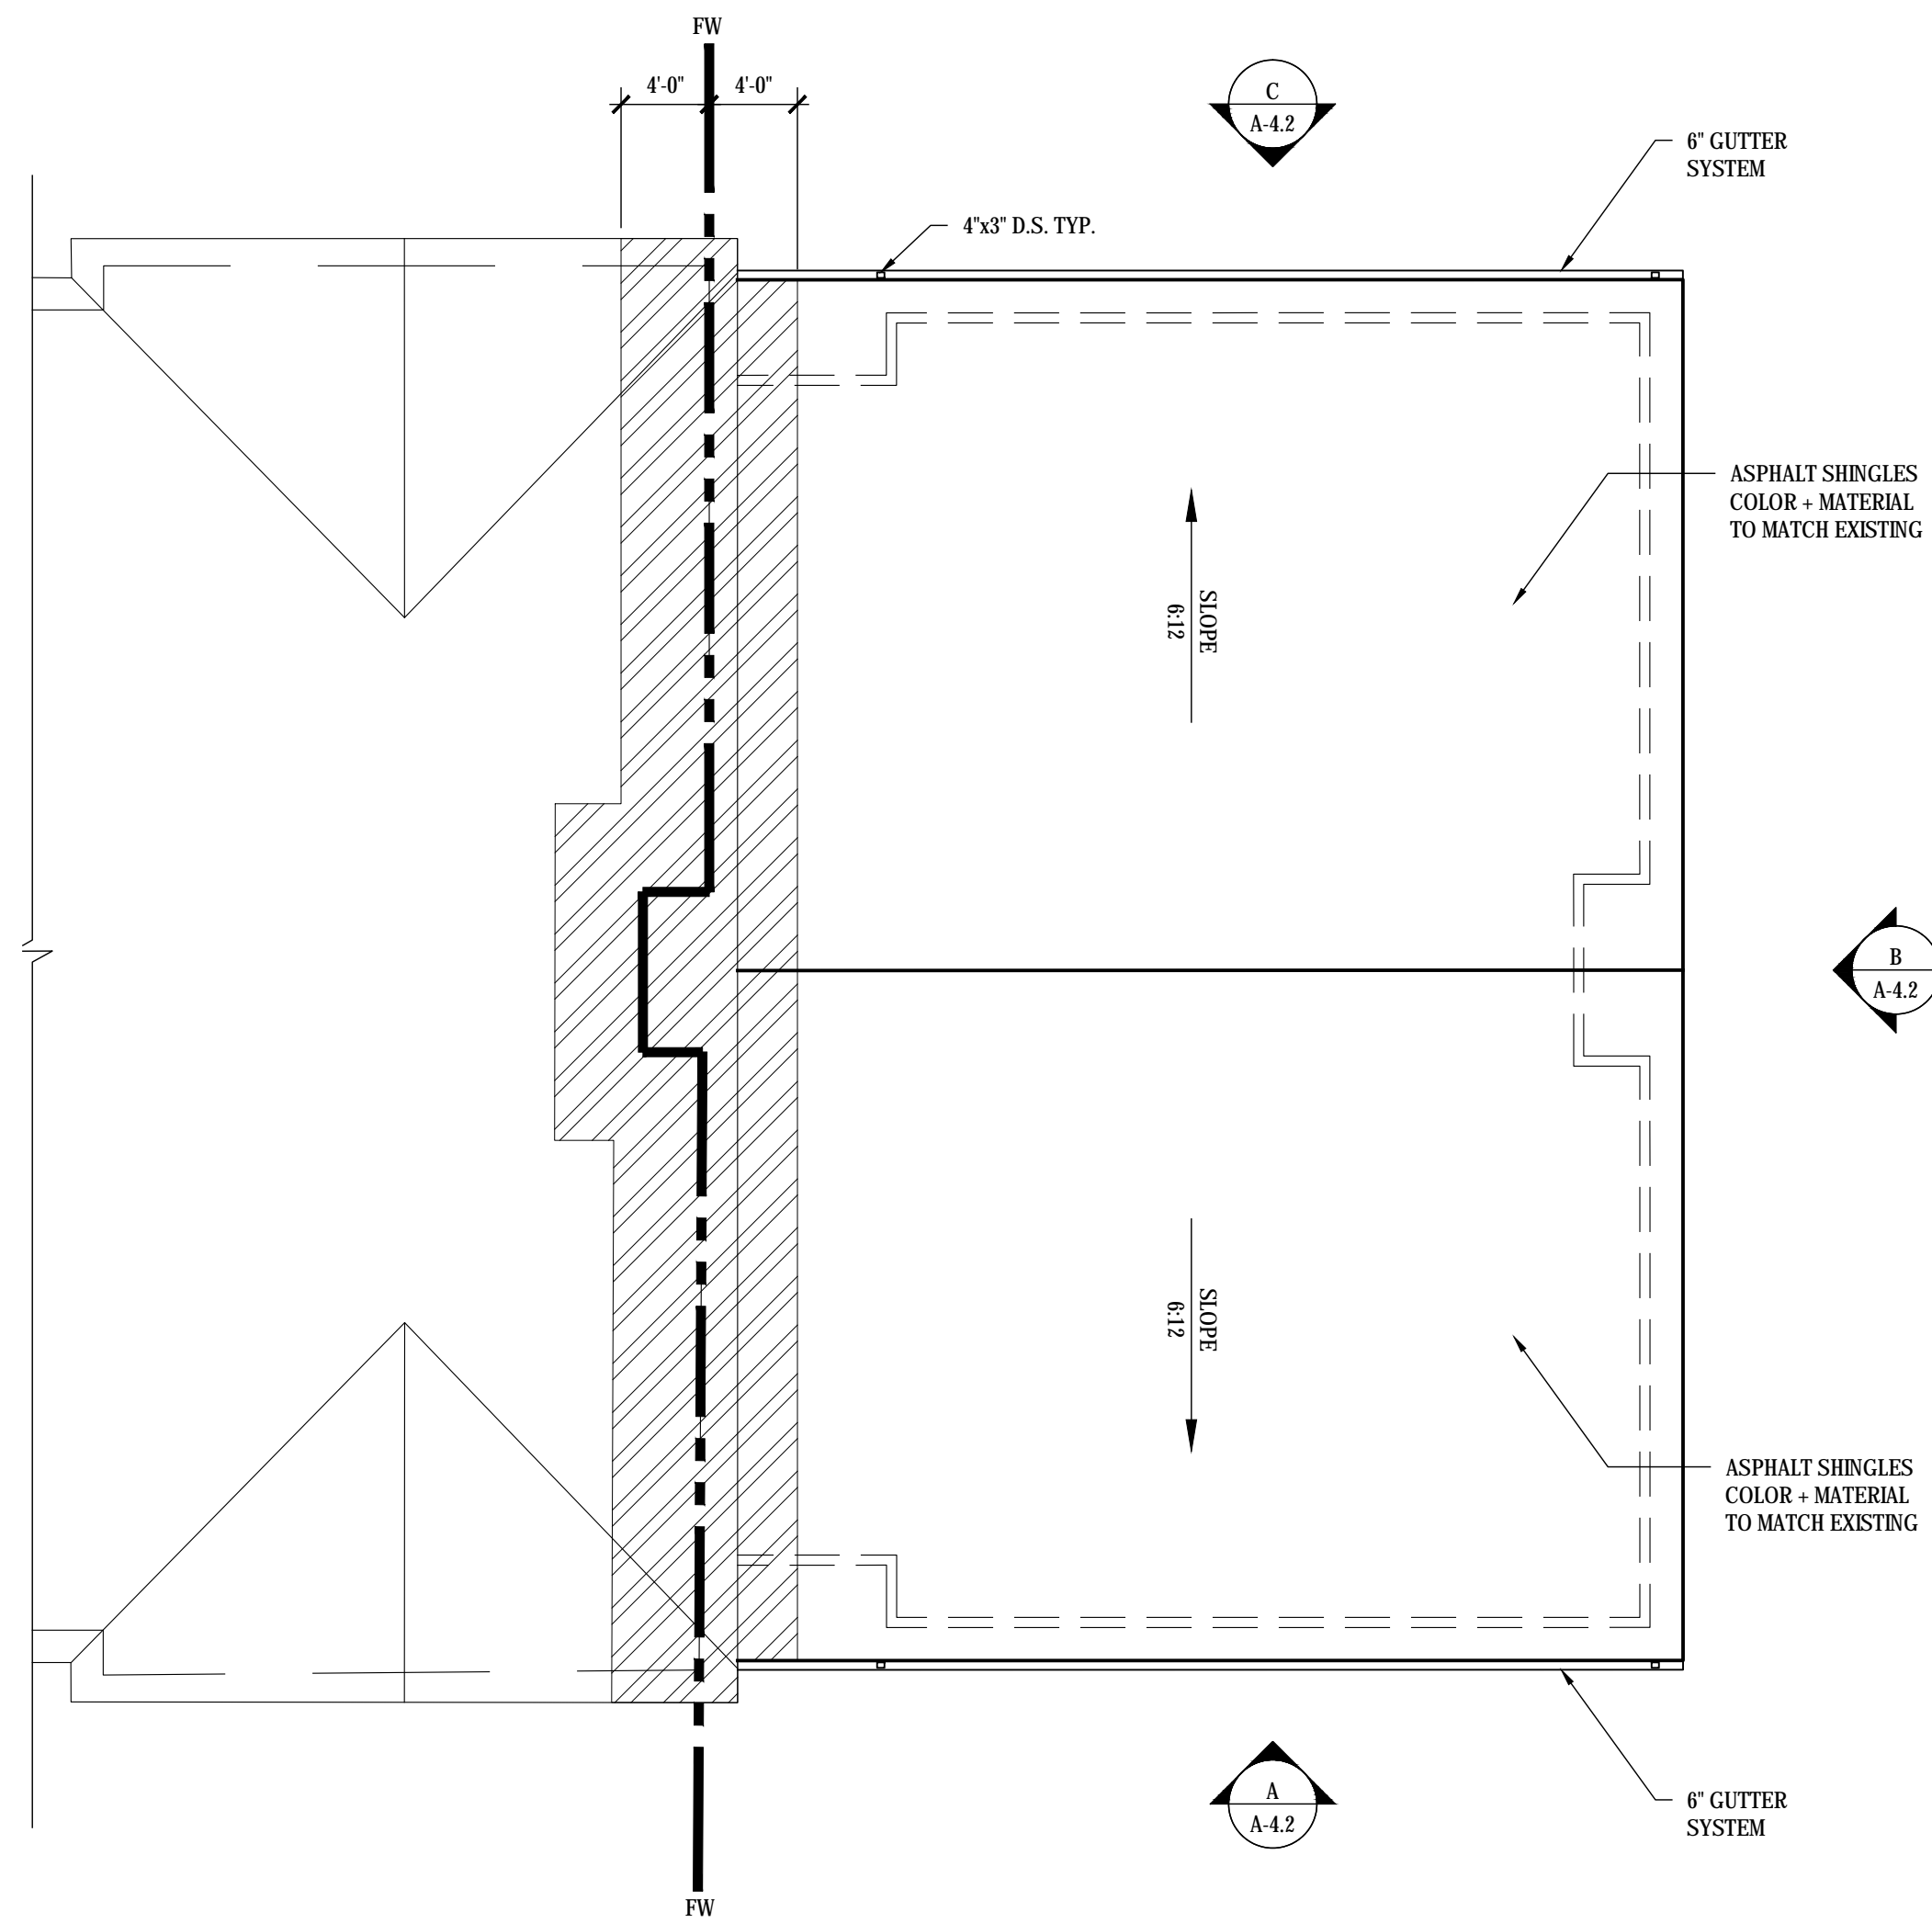 FW
4'-0"
4'-0"
C
A-4.2
6" GUTTER
SYSTEM
4"x3" D.S. TYP.
ASPHALT SHINGLES
COLOR + MATERIAL
TO MATCH EXISTING
SLOPE
6:12
B
A-4.2
SLOPE
6:12
ASPHALT SHINGLES
COLOR + MATERIAL
TO MATCH EXISTING
A
A-4.2
6" GUTTER
SYSTEM
FW